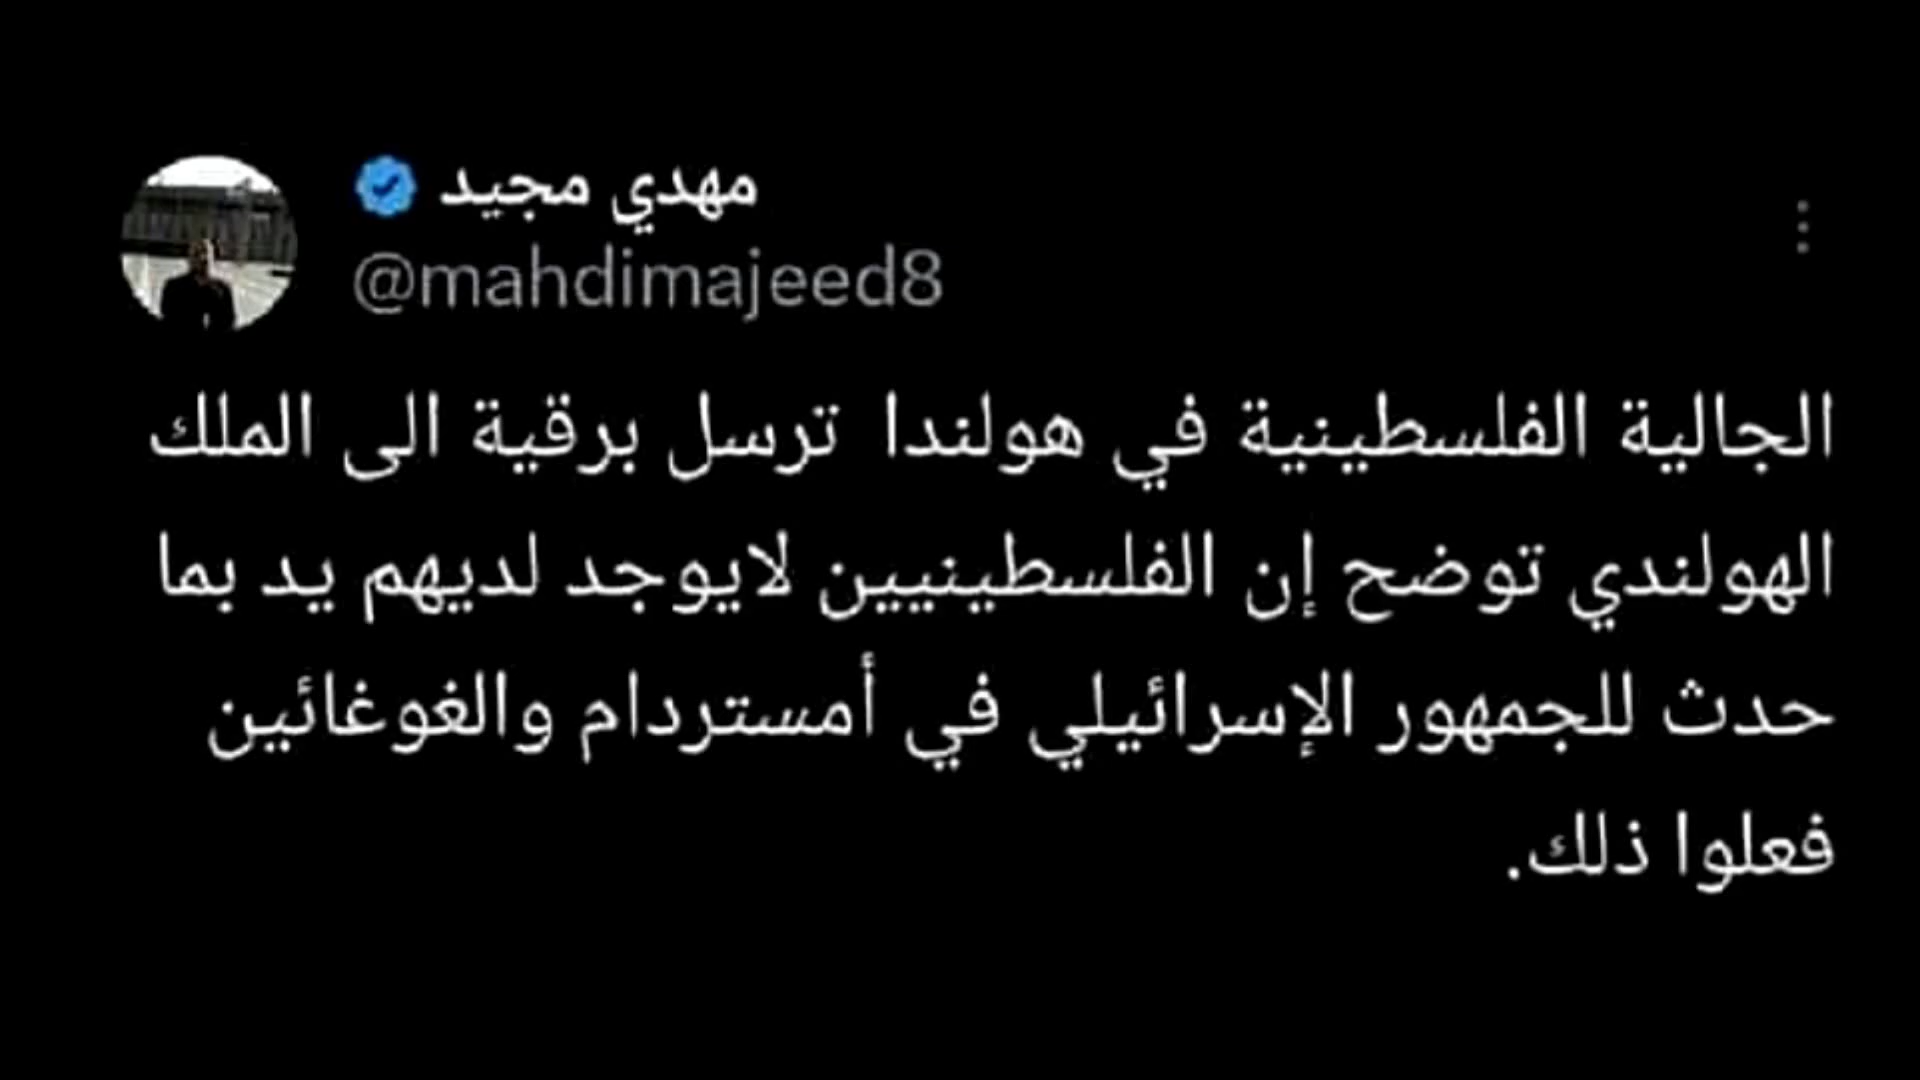 مهدي مجيد
@mahdimajeed8
الجالية الفلسطينية في هولندا ترسل برقية الى الملك
الهولندي توضح إن الفلسطينيين لايوجد لديهم يد بما
حدث للجمهور الإسرائيلي في أمستردام والغوغائين
فعلوا ذلك.